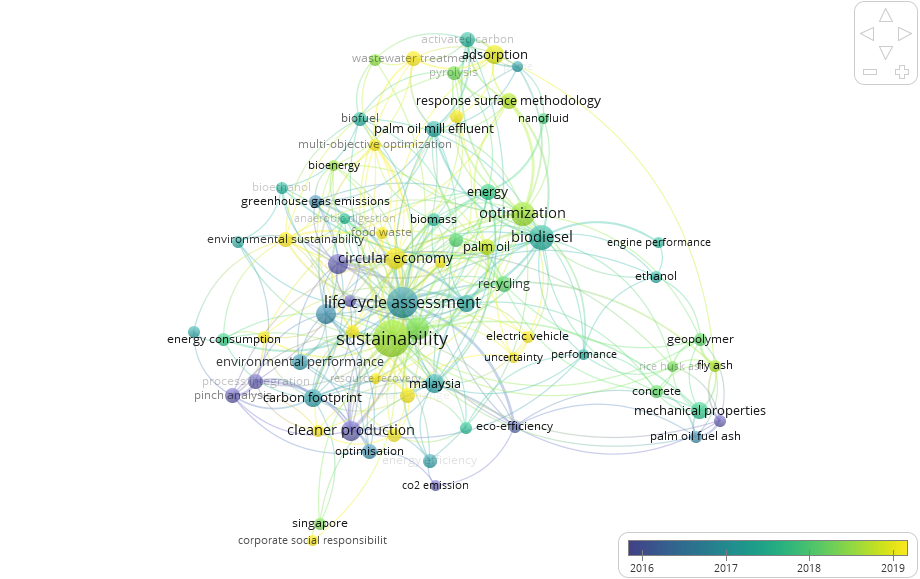 activated carbon
adsorption
wastewater treatment
pyrolysis
response surface methodology
biofuel
nanofluid
palm oil mill effluent
multi-objective optimization
bioenergy
bioethanol
energy
greenhouse gas emissions
optimization
anaerobic digestion
biomass
food waste
environmental sustainability
biodiesel
palm oil
engine performance
circular economy
ethanol
recycling
life cycle assessment
energy consumption
sustainability
electric vehicle
geopolymer
uncertainty
performance
environmental performance
rice husk ash
fly ash
process integration
resource recovery
malaysia
pinch analysis
carbon footprint
concrete
mechanical properties
cleaner production
eco-efficiency
palm oil fuel ash
optimisation
energy efficiency
co2 emission
singapore
corporate social responsibilit
2016
2017
2018
2019